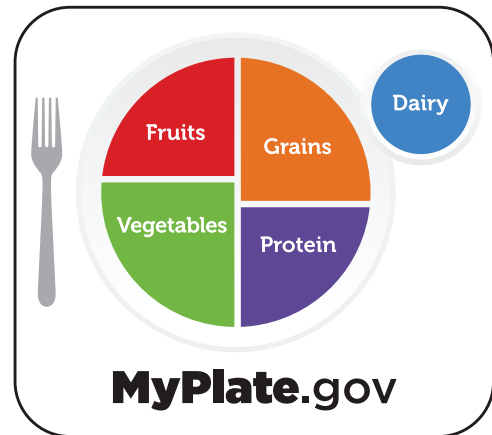 Fruits
Grains
Dairy
Vegetables
Protein
MyPlate.gov